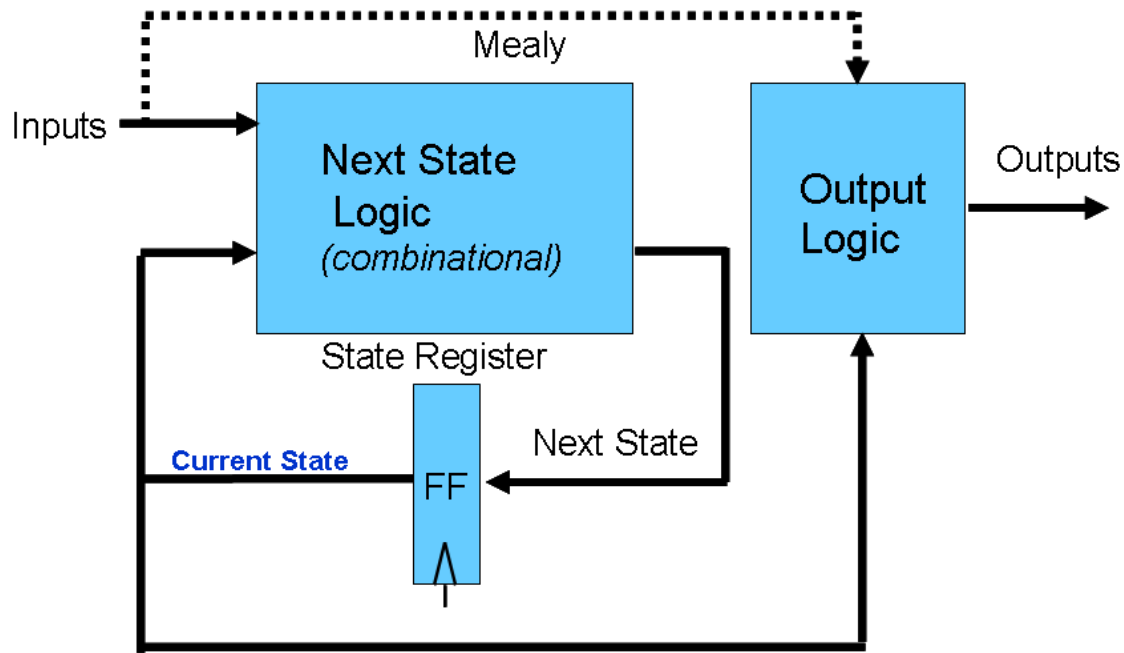 Mealy
Inputs
Next State
Logic
(combinational)
Output
Logic
Outputs
State Register
Current State
FF
Next State